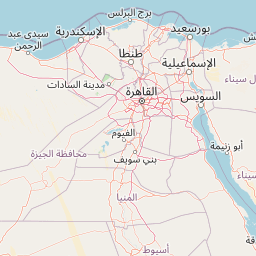 برج البرلس
بورسعيد
الإسكندرية
سيدى عبد
الرحمن
طنطا
الإسماعيلية
مدينة السادات
القاهرة
السويس
الفيوم
أبو زنيمة
محافظة الجيزة
بني سويف
المنيا
أسيوط